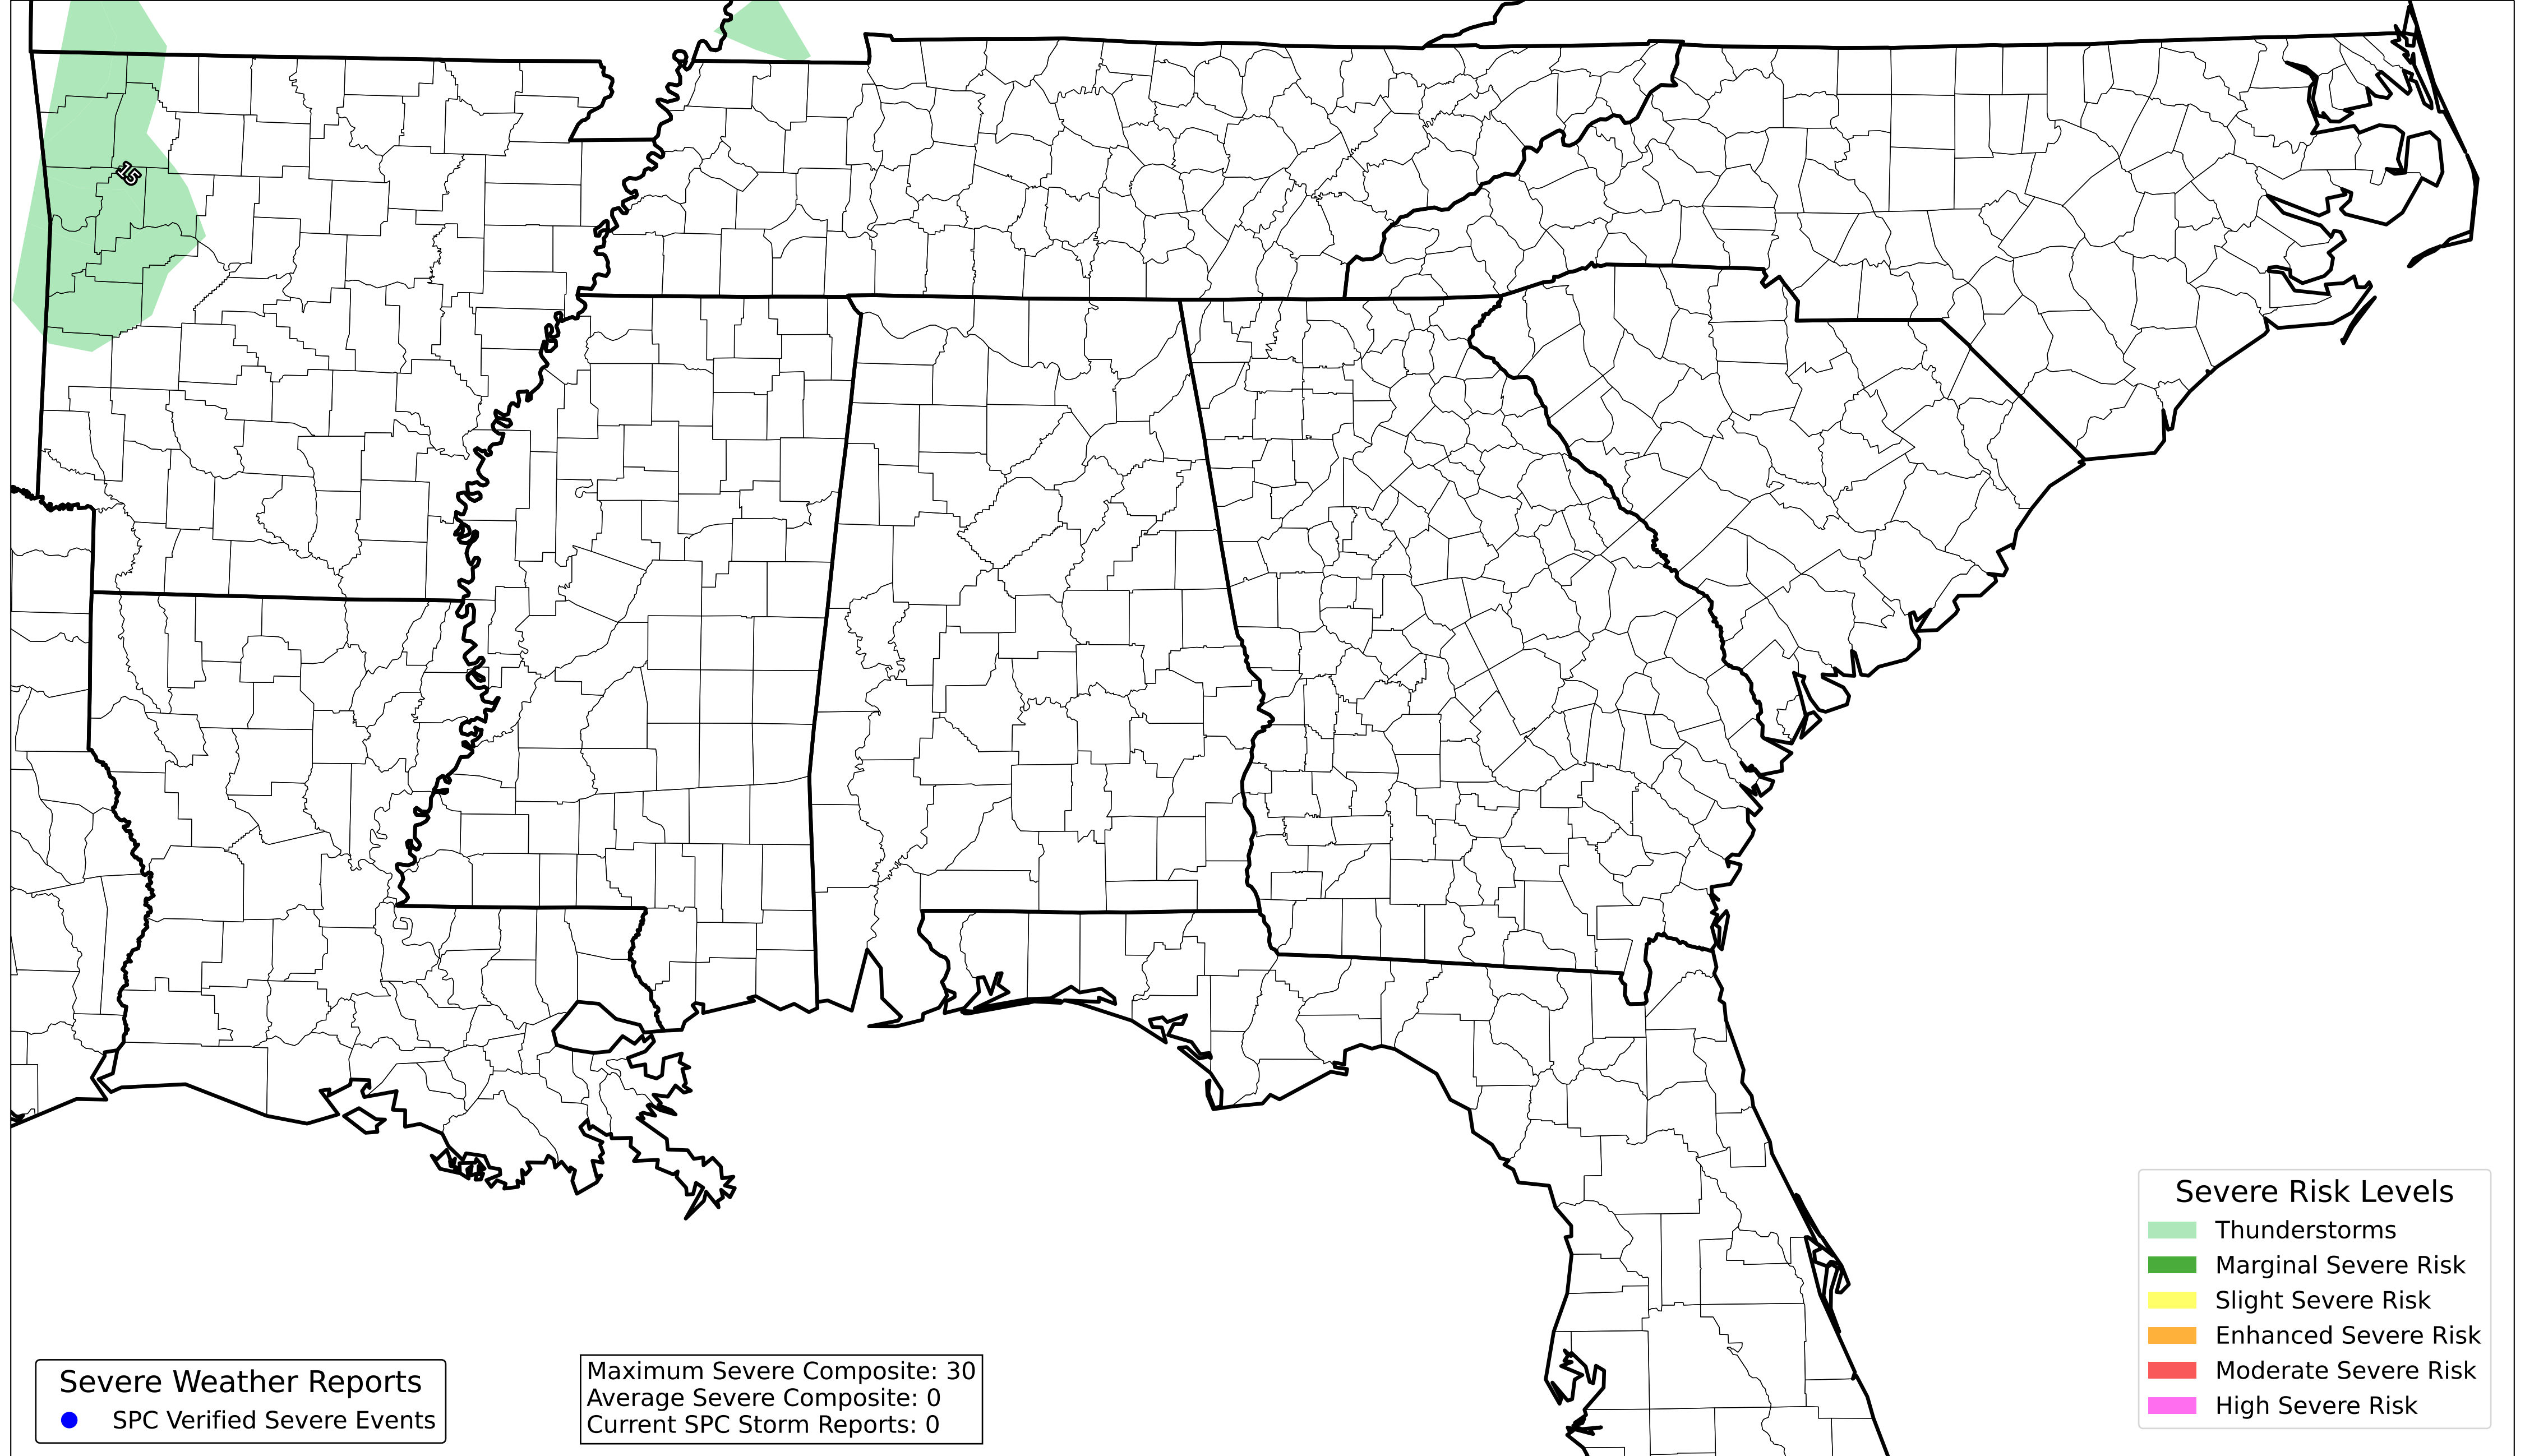 15
Severe Weather Reports
SPC Verified Severe Events
Maximum Severe Composite: 30
Average Severe Composite: 0
Current SPC Storm Reports: 0
Severe Risk Levels
Thunderstorms
Marginal Severe Risk
Slight Severe Risk
Enhanced Severe Risk
Moderate Severe Risk
High Severe Risk